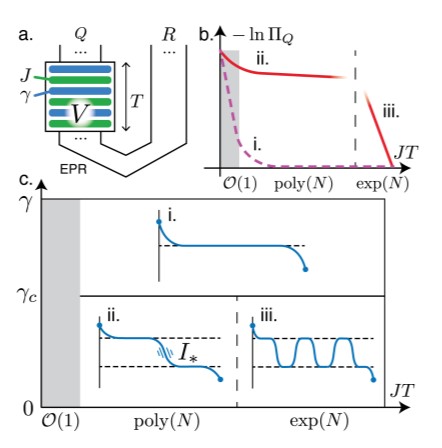 a.
Q
R
...
...
J
γ
V
T
...
EPR
b.
− ln Π_Q
ii.
i.
iii.
JT
O(1)
poly(N)
exp(N)
c.
γ
i.
γ_c
ii.
I_*
iii.
0
JT
O(1)
poly(N)
exp(N)